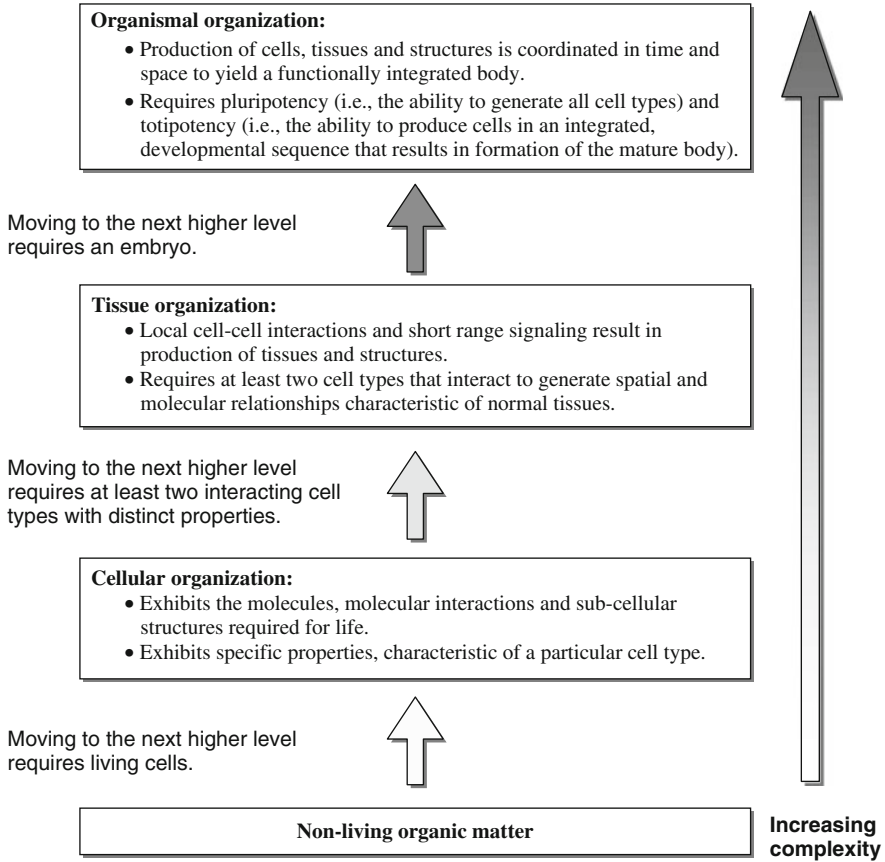 Organismal organization:
• Production of cells, tissues and structures is coordinated in time and
space to yield a functionally integrated body.
• Requires pluripotency (i.e., the ability to generate all cell types) and
totipotency (i.e., the ability to produce cells in an integrated,
developmental sequence that results in formation of the mature body).
Moving to the next higher level
requires an embryo.
Tissue organization:
• Local cell-cell interactions and short range signaling result in
production of tissues and structures.
• Requires at least two cell types that interact to generate spatial and
molecular relationships characteristic of normal tissues.
Moving to the next higher level
requires at least two interacting cell
types with distinct properties.
Cellular organization:
• Exhibits the molecules, molecular interactions and sub-cellular
structures required for life.
• Exhibits specific properties, characteristic of a particular cell type.
Moving to the next higher level
requires living cells.
Non-living organic matter
Increasing
complexity